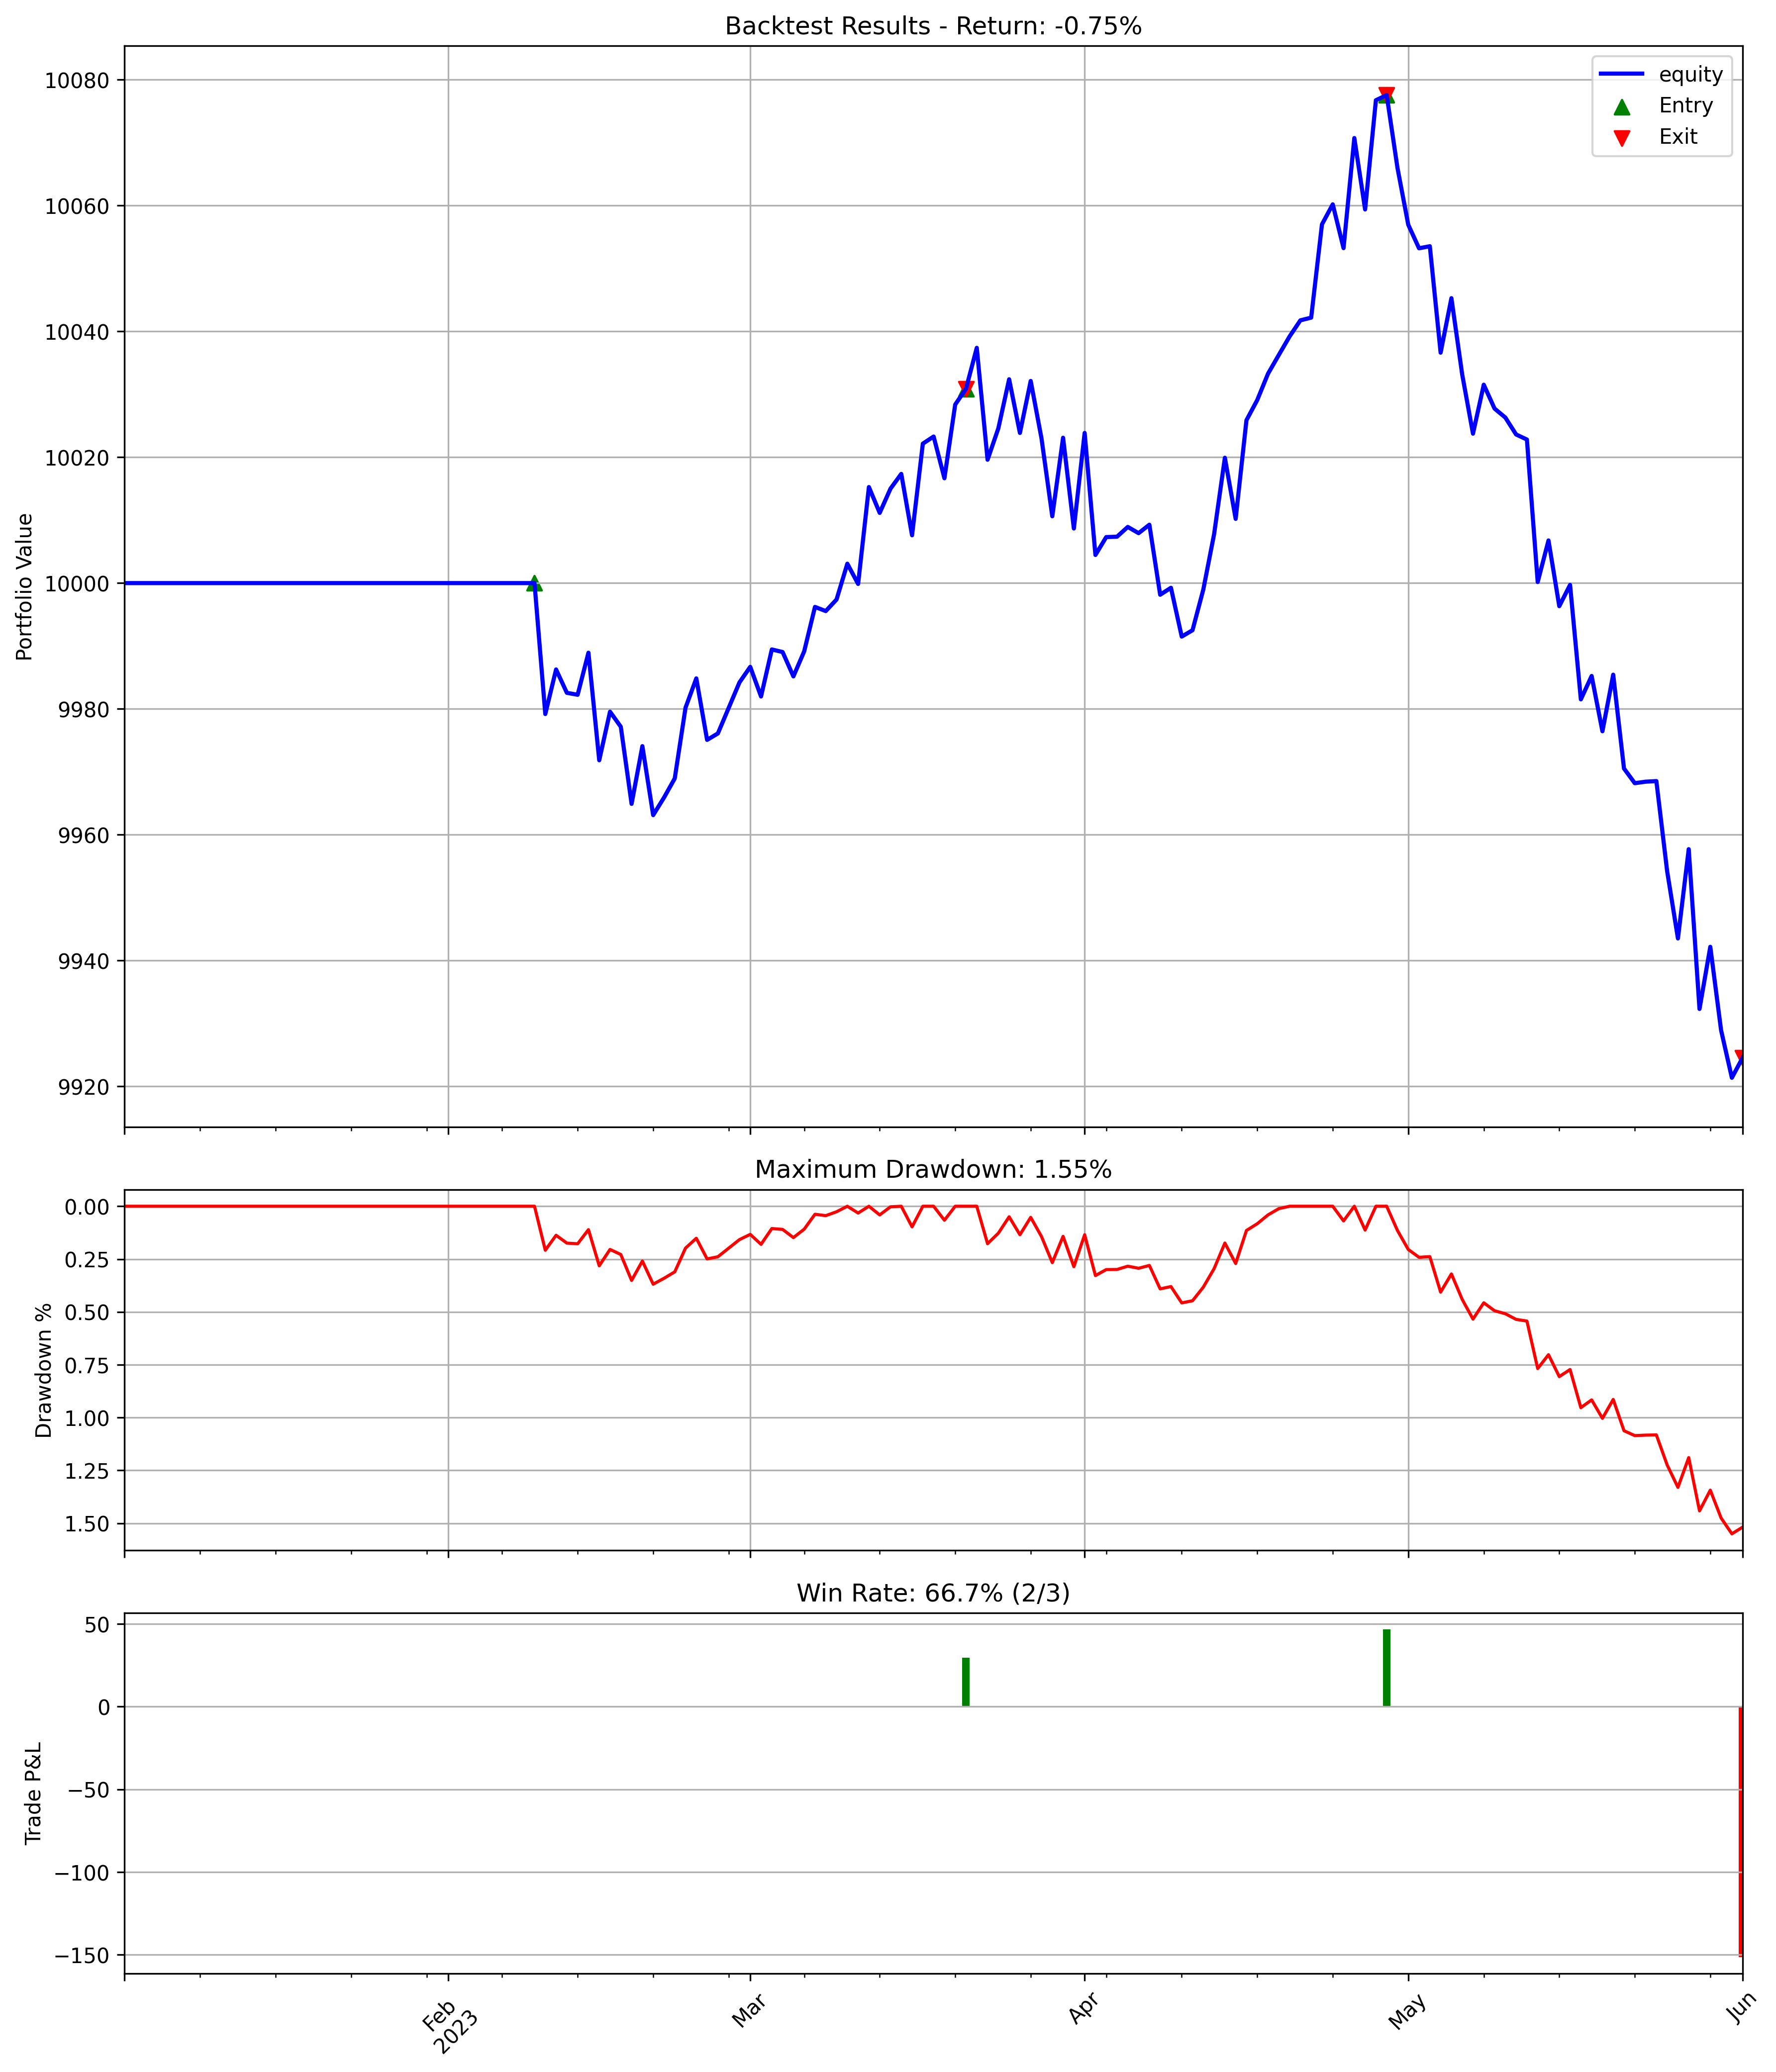 Backtest Results - Return: -0.75%
10080
10060
10040
10020
10000
9980
9960
9940
9920
Portfolio Value
equity
Entry
Exit
Maximum Drawdown: 1.55%
0.00
0.25
0.50
0.75
1.00
1.25
1.50
Drawdown %
Win Rate: 66.7% (2/3)
50
0
−50
−100
−150
Trade P&L
Feb
2023
Mar
Apr
May
Jun